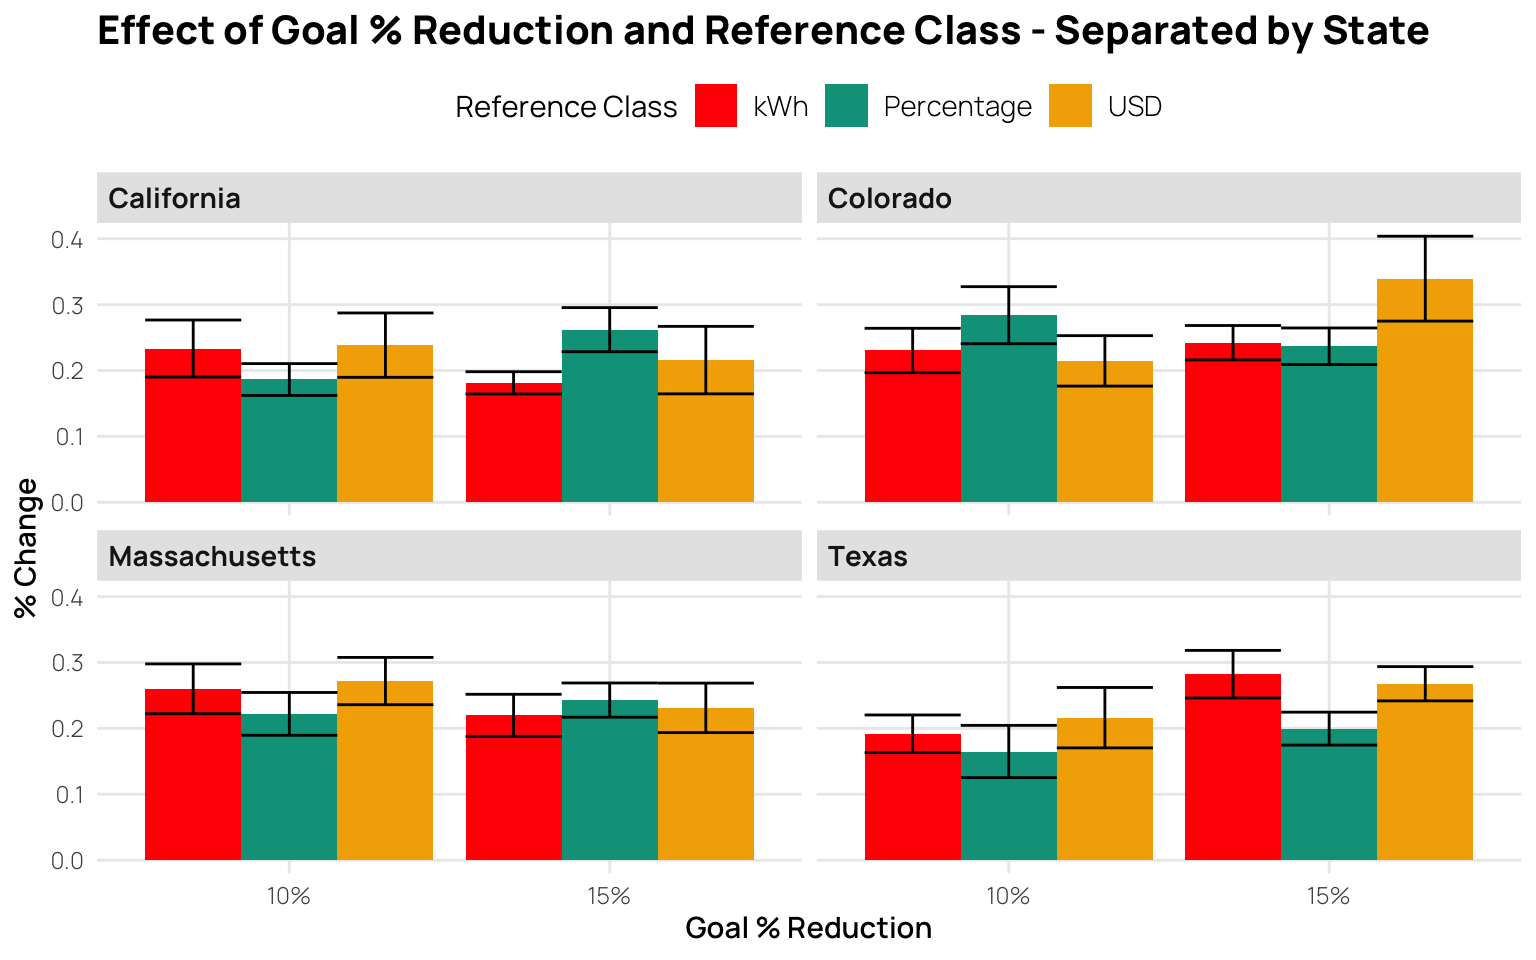 Effect of Goal % Reduction and Reference Class - Separated by State
Reference Class kWh Percentage USD
California
Colorado
0.4
0.3
0.2
0.1
0.0
% Change
Massachusetts
Texas
0.4
0.3
0.2
0.1
0.0
10% 15% 10% 15%
Goal % Reduction